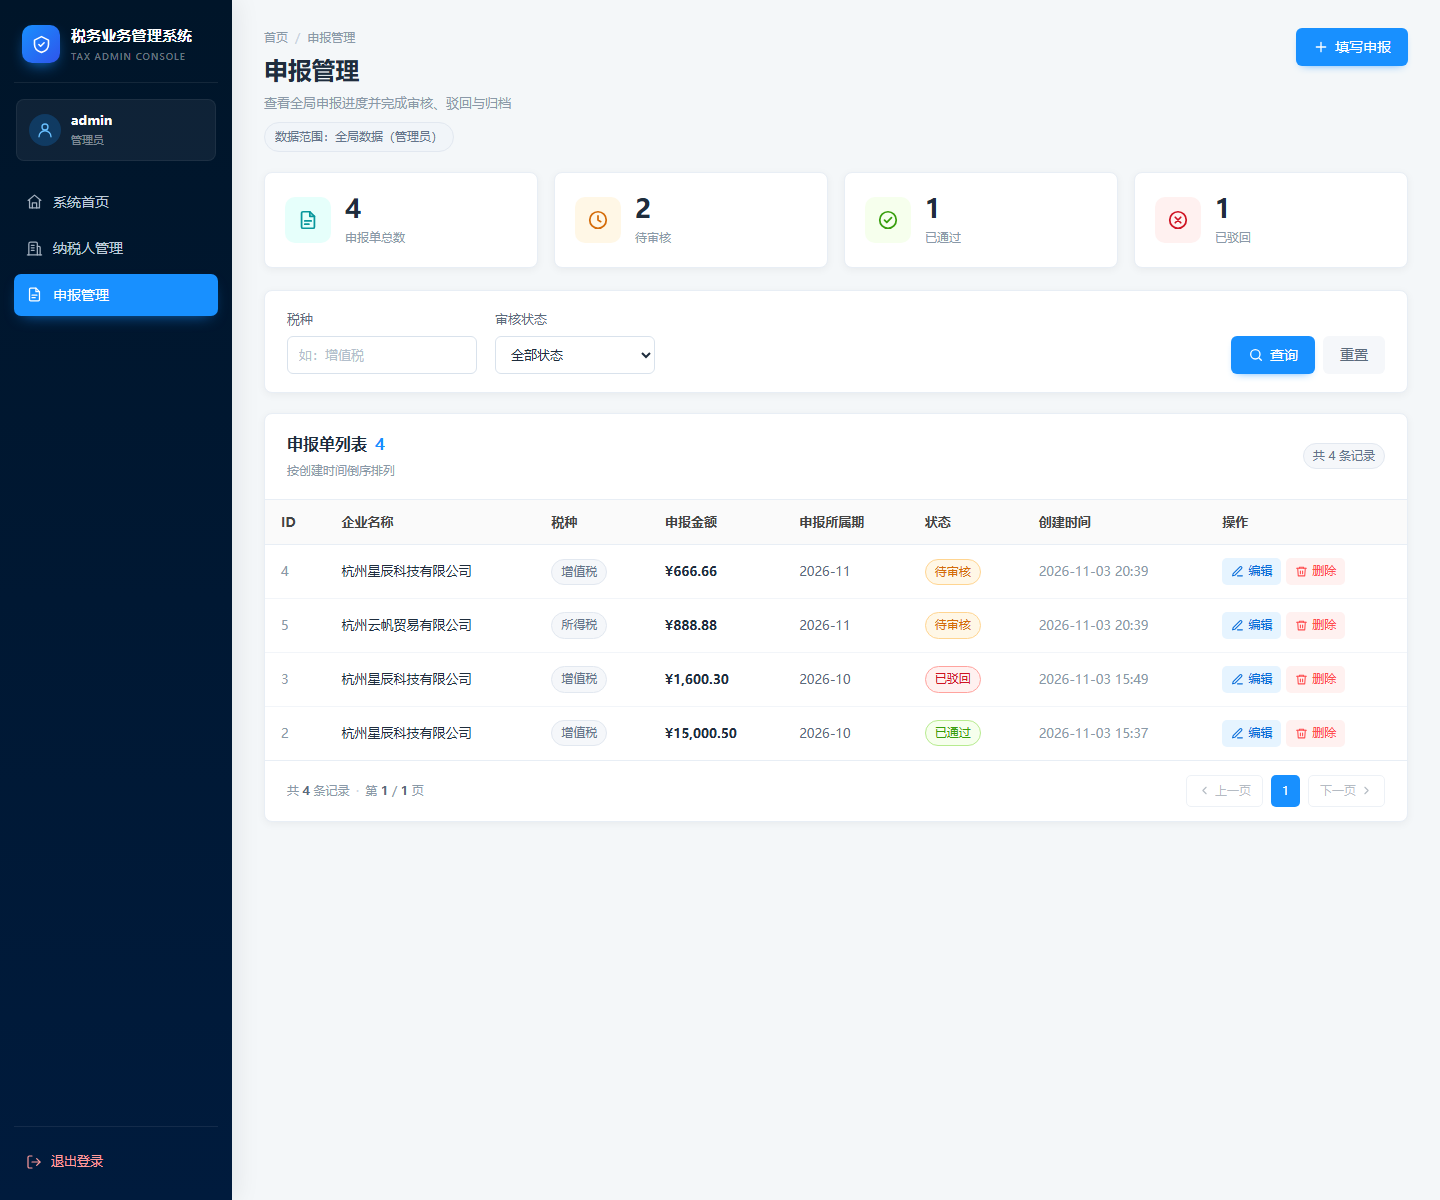 税务业务管理系统
TAX ADMIN CONSOLE
admin
管理员
系统首页
纳税人管理
申报管理
退出登录
首页 / 申报管理
申报管理
查看全局申报进度并完成审核、驳回与归档
数据范围：全局数据（管理员）
填写申报
4
申报单总数
2
待审核
1
已通过
1
已驳回
税种
如：增值税
审核状态
全部状态
查询
重置
申报单列表 4
按创建时间倒序排列
共 4 条记录
ID 企业名称 税种 申报金额 申报所属期 状态 创建时间 操作
4 杭州星辰科技有限公司 增值税 ¥666.66 2026-11 待审核 2026-11-03 20:39 编辑 删除
5 杭州云帆贸易有限公司 所得税 ¥888.88 2026-11 待审核 2026-11-03 20:39 编辑 删除
3 杭州星辰科技有限公司 增值税 ¥1,600.30 2026-10 已驳回 2026-11-03 15:49 编辑 删除
2 杭州星辰科技有限公司 增值税 ¥15,000.50 2026-10 已通过 2026-11-03 15:37 编辑 删除
共 4 条记录 · 第 1 / 1 页
上一页 1 下一页